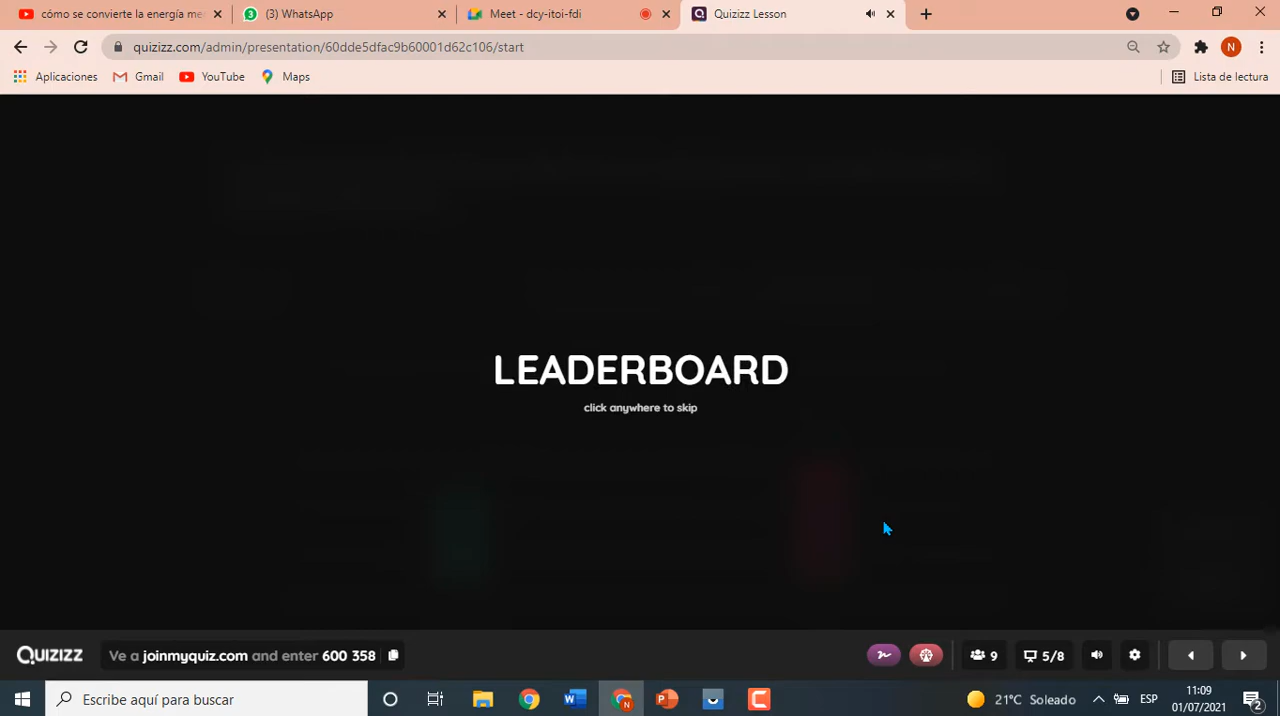 cómo se convierte la energía me
(3) WhatsApp
Meet - dcy-itoi-fdi
Quizizz Lesson
quizizz.com/admin/presentation/60dde5dfac9b60001d62c106/start
Aplicaciones
Gmail
YouTube
Maps
Lista de lectura
LEADERBOARD
click anywhere to skip
QUIZIZZ
Ve a joinmyquiz.com and enter 600 358
9
5/8
Escribe aquí para buscar
21°C Soleado
ESP
11:09
01/07/2021
2